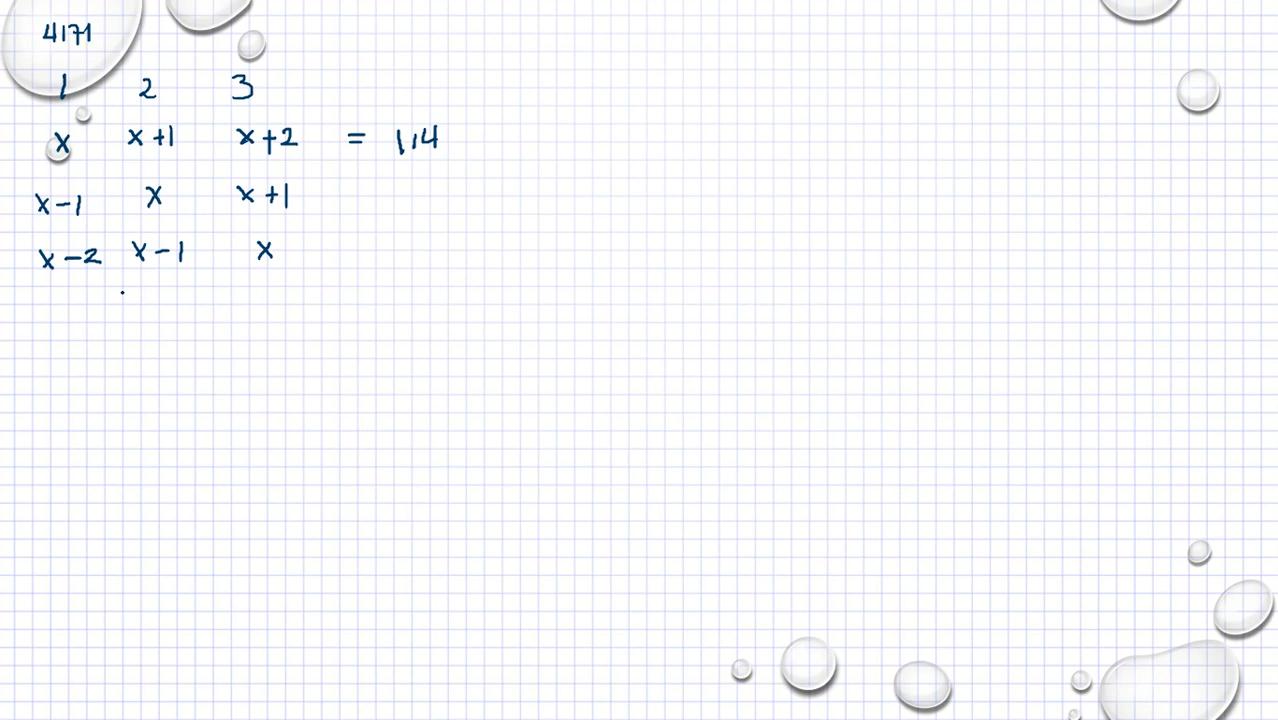 4171
1 2 3
x x+1 x+2 = 114
x-1 x x+1
x-2 x-1 x